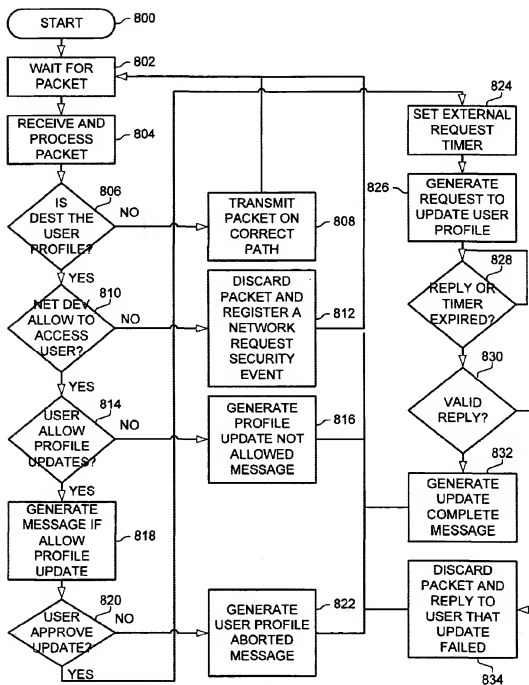 START
800
WAIT FOR
PACKET
802
RECEIVE AND
PROCESS
PACKET
804
IS
DEST THE
USER
PROFILE?
806
NO
YES
TRANSMIT
PACKET ON
CORRECT
PATH
808
NET DEV
ALLOW TO
ACCESS
USER?
810
NO
YES
DISCARD
PACKET AND
REGISTER A
NETWORK
REQUEST
SECURITY
EVENT
812
USER
ALLOW
PROFILE
UPDATES?
814
NO
YES
GENERATE
PROFILE
UPDATE NOT
ALLOWED
MESSAGE
816
GENERATE
MESSAGE IF
ALLOW
PROFILE
UPDATE
818
USER
APPROVE
UPDATE?
820
NO
YES
GENERATE
USER PROFILE
ABORTED
MESSAGE
822
824
SET EXTERNAL
REQUEST
TIMER
826
GENERATE
REQUEST TO
UPDATE USER
PROFILE
828
REPLY OR
TIMER
EXPIRED?
830
VALID
REPLY?
832
GENERATE
UPDATE
COMPLETE
MESSAGE
DISCARD
PACKET AND
REPLY TO
USER THAT
UPDATE
FAILED
834